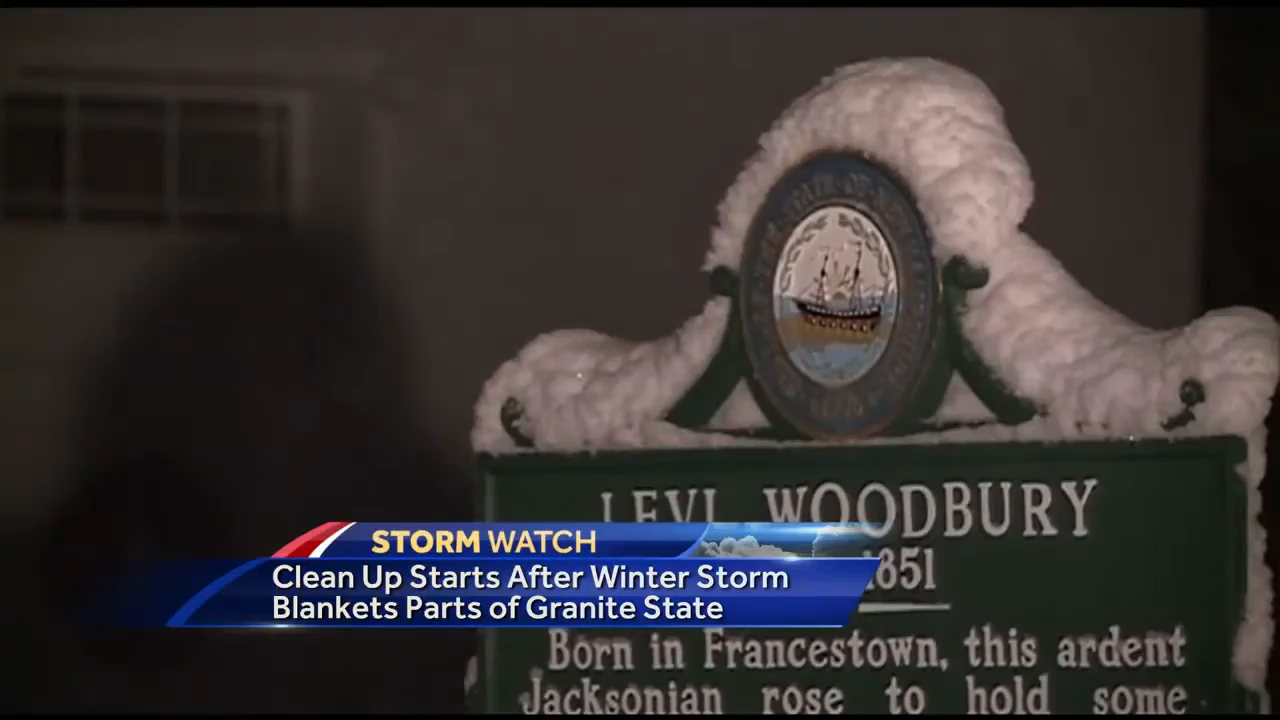 LEVI WOODBURY
1851
STORM WATCH
Clean Up Starts After Winter Storm
Blankets Parts of Granite State
Born in Francestown, this ardent
Jacksonian rose to hold some